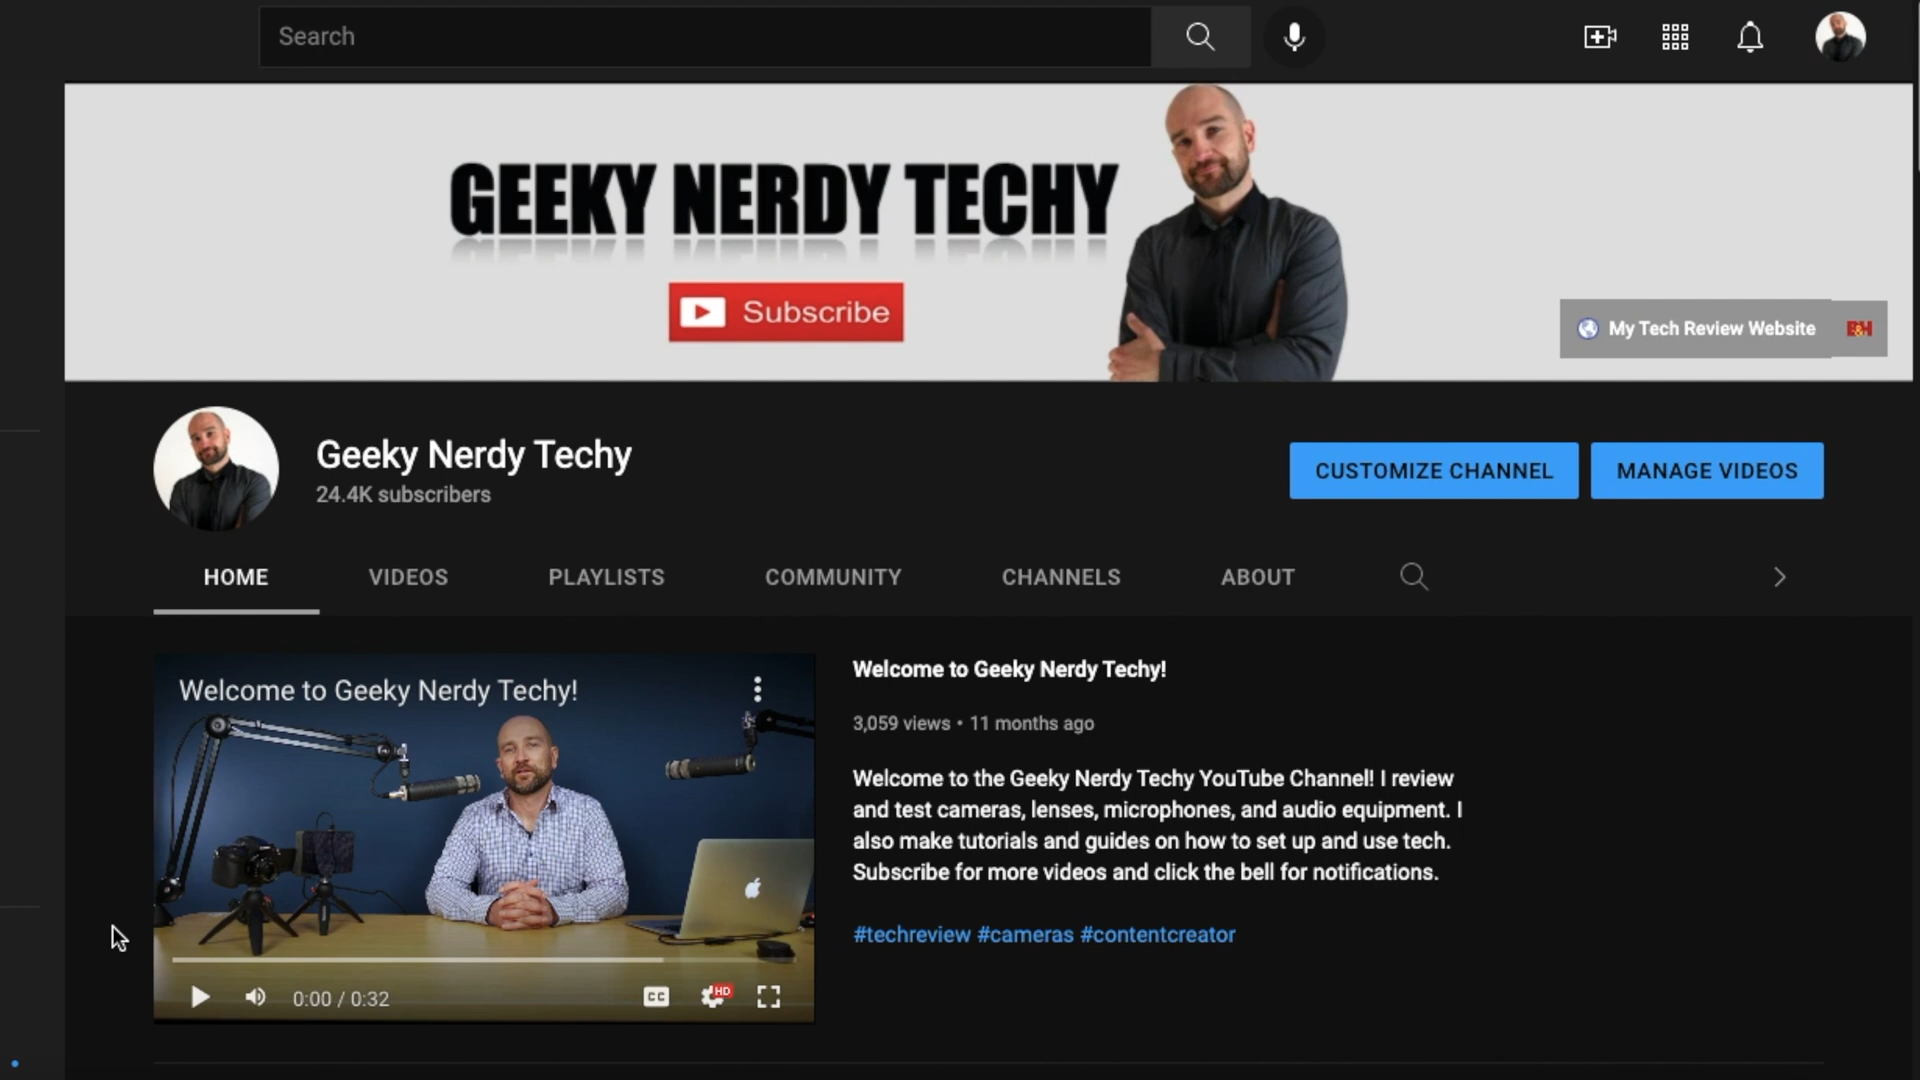 Search
GEEKY NERDY TECHY
Subscribe
My Tech Review Website
B&H
Geeky Nerdy Techy
24.4K subscribers
CUSTOMIZE CHANNEL
MANAGE VIDEOS
HOME
VIDEOS
PLAYLISTS
COMMUNITY
CHANNELS
ABOUT
Welcome to Geeky Nerdy Techy!
0:00 / 0:32
CC
HD
Welcome to Geeky Nerdy Techy!
3,059 views • 11 months ago
Welcome to the Geeky Nerdy Techy YouTube Channel! I review
and test cameras, lenses, microphones, and audio equipment. I
also make tutorials and guides on how to set up and use tech.
Subscribe for more videos and click the bell for notifications.
#techreview #cameras #contentcreator